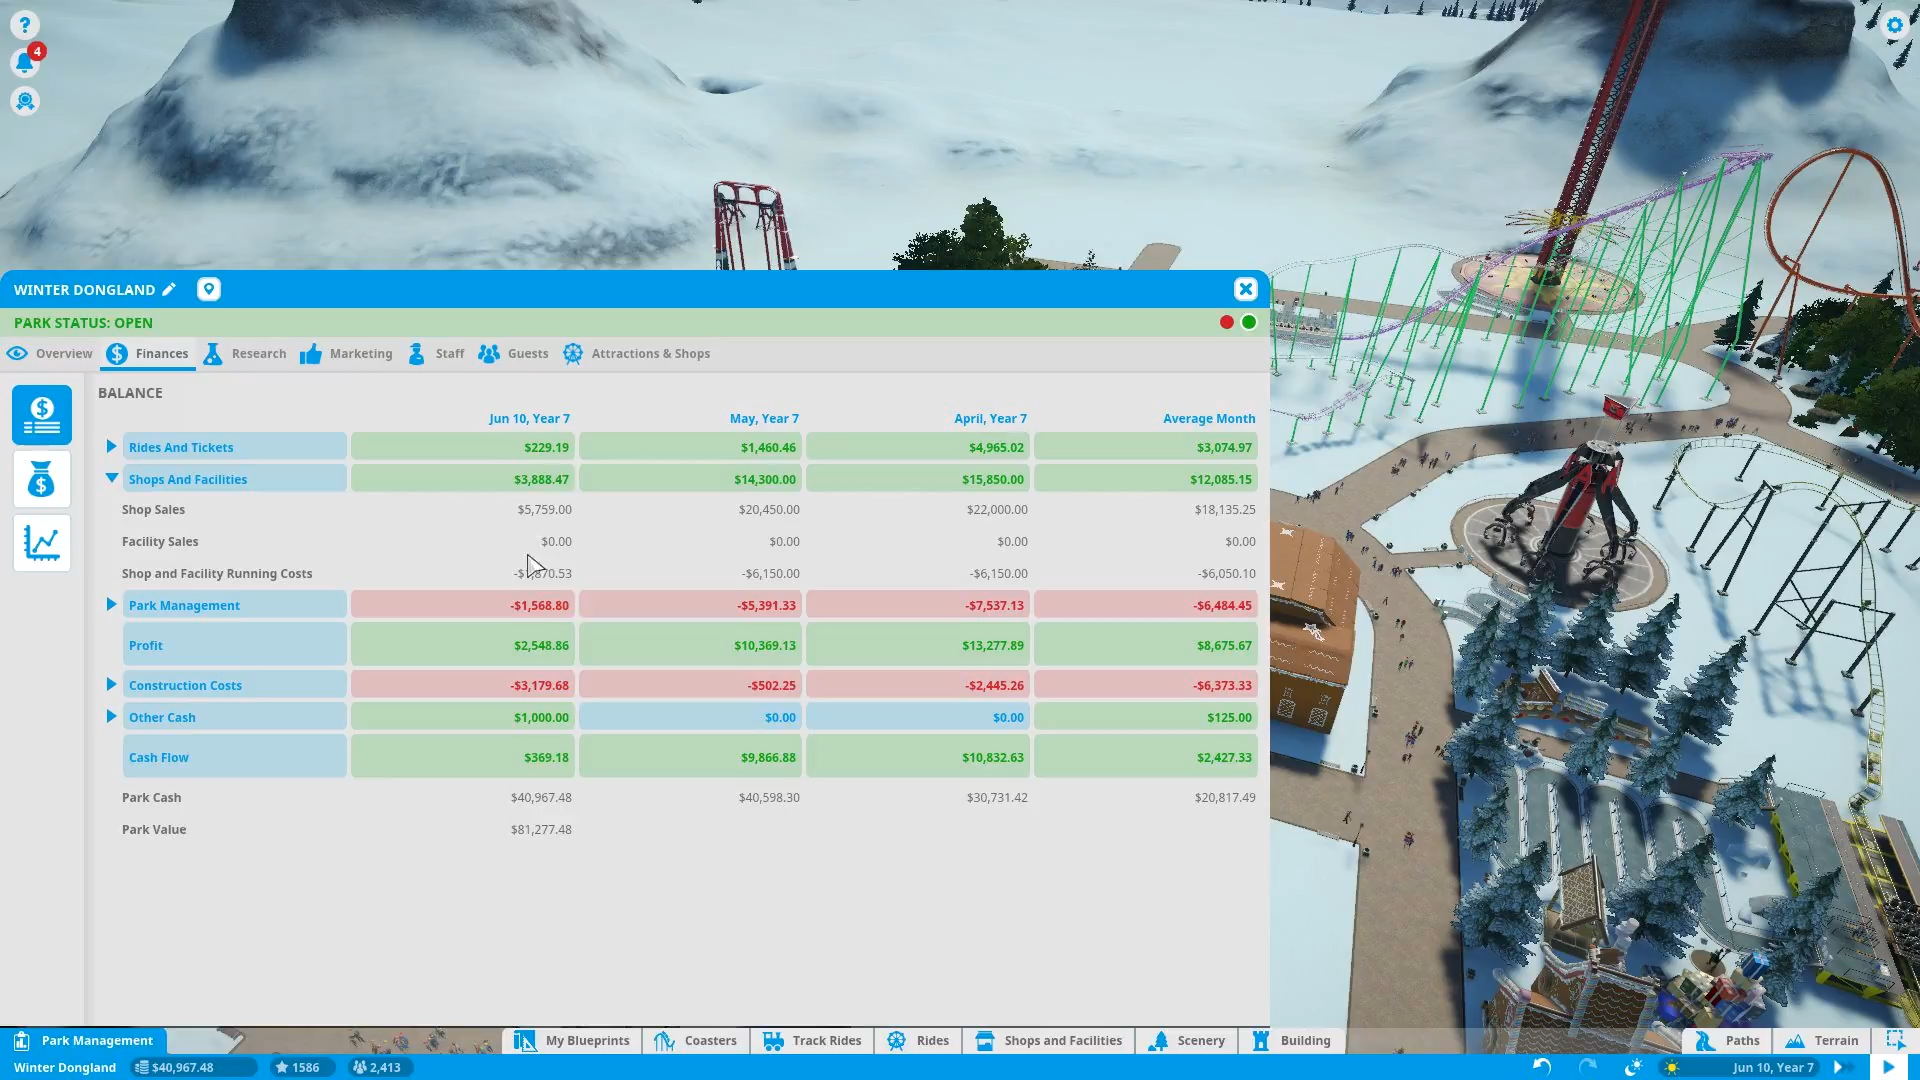 ?
4
WINTER DONGLAND
PARK STATUS: OPEN
Overview Finances Research Marketing Staff Guests Attractions & Shops
BALANCE
Jun 10, Year 7 May, Year 7 April, Year 7 Average Month
Rides And Tickets $229.19 $1,460.46 $4,965.02 $3,074.97
Shops And Facilities $3,888.47 $14,300.00 $15,850.00 $12,085.15
Shop Sales $5,759.00 $20,450.00 $22,000.00 $18,135.25
Facility Sales $0.00 $0.00 $0.00 $0.00
Shop and Facility Running Costs -$6,150.00 -$6,150.00 -$6,050.10
Park Management -$1,568.80 -$5,391.33 -$7,537.13 -$6,484.45
Profit $2,548.86 $10,369.13 $13,277.89 $8,675.67
Construction Costs -$3,179.68 -$502.25 -$2,445.26 -$6,373.33
Other Cash $1,000.00 $0.00 $0.00 $125.00
Cash Flow $369.18 $9,866.88 $10,832.63 $2,427.33
Park Cash $40,967.48 $40,598.30 $30,731.42 $20,817.49
Park Value $81,277.48
Park Management My Blueprints Coasters Track Rides Rides Shops and Facilities Scenery Building Paths Terrain
Winter Dongland $40,967.48 1586 2,413 Jun 10, Year 7